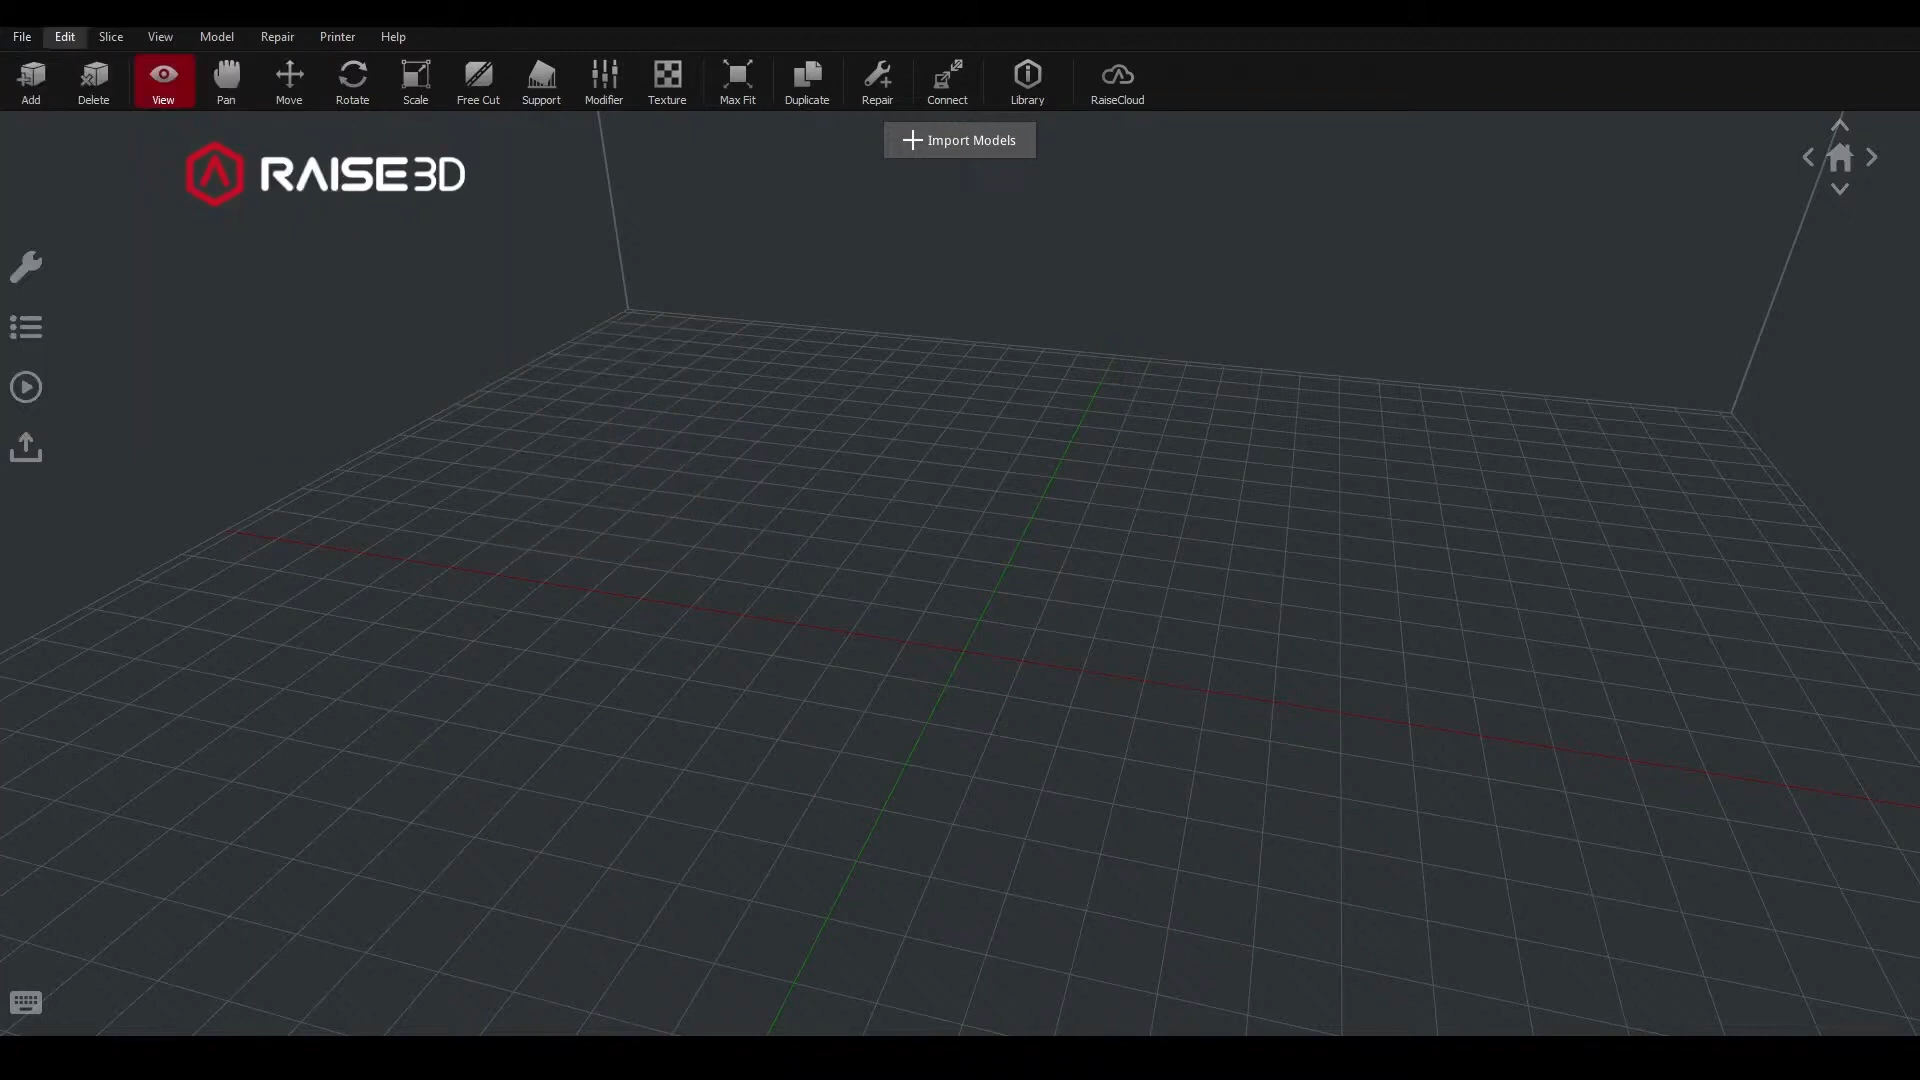 File Edit Slice View Model Repair Printer Help
Add Delete View Pan Move Rotate Scale Free Cut Support Modifier Texture Max Fit Duplicate Repair Connect Library RaiseCloud
Import Models
RAISE3D